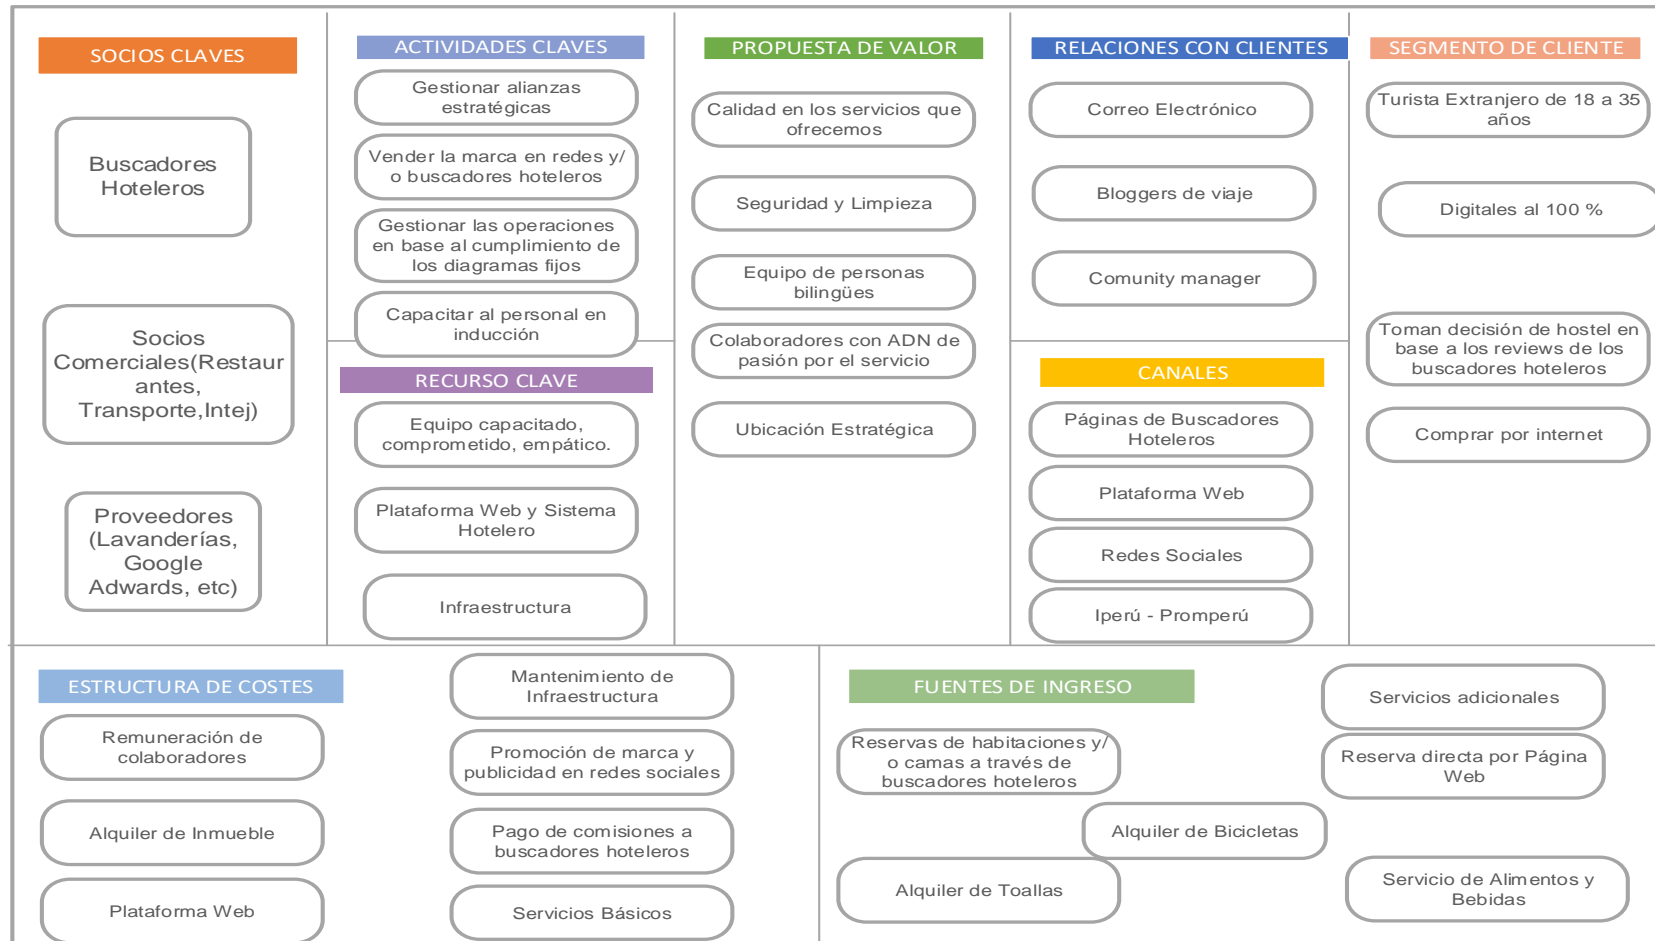 SOCIOS CLAVES
Buscadores
Hoteleros
Socios
Comerciales(Restaur
antes,
Transporte,Intej)
Proveedores
(Lavanderías,
Google
Adwards, etc)
ACTIVIDADES CLAVES
Gestionar alianzas
estratégicas
Vender la marca en redes y/
o buscadores hoteleros
Gestionar las operaciones
en base al cumplimiento de
los diagramas fijos
Capacitar al personal en
inducción
RECURSO CLAVE
Equipo capacitado,
comprometido, empático.
Plataforma Web y Sistema
Hotelero
Infraestructura
PROPUESTA DE VALOR
Calidad en los servicios que
ofrecemos
Seguridad y Limpieza
Equipo de personas
bilingües
Colaboradores con ADN de
pasión por el servicio
Ubicación Estratégica
RELACIONES CON CLIENTES
Correo Electrónico
Bloggers de viaje
Comunity manager
CANALES
Páginas de Buscadores
Hoteleros
Plataforma Web
Redes Sociales
Iperú - Promperú
SEGMENTO DE CLIENTE
Turista Extranjero de 18 a 35
años
Digitales al 100 %
Toman decisión de hostel en
base a los reviews de los
buscadores hoteleros
Comprar por internet
ESTRUCTURA DE COSTES
Remuneración de
colaboradores
Alquiler de Inmueble
Plataforma Web
Mantenimiento de
Infraestructura
Promoción de marca y
publicidad en redes sociales
Pago de comisiones a
buscadores hoteleros
Servicios Básicos
FUENTES DE INGRESO
Reservas de habitaciones y/
o camas a través de
buscadores hoteleros
Alquiler de Bicicletas
Alquiler de Toallas
Servicios adicionales
Reserva directa por Página
Web
Servicio de Alimentos y
Bebidas